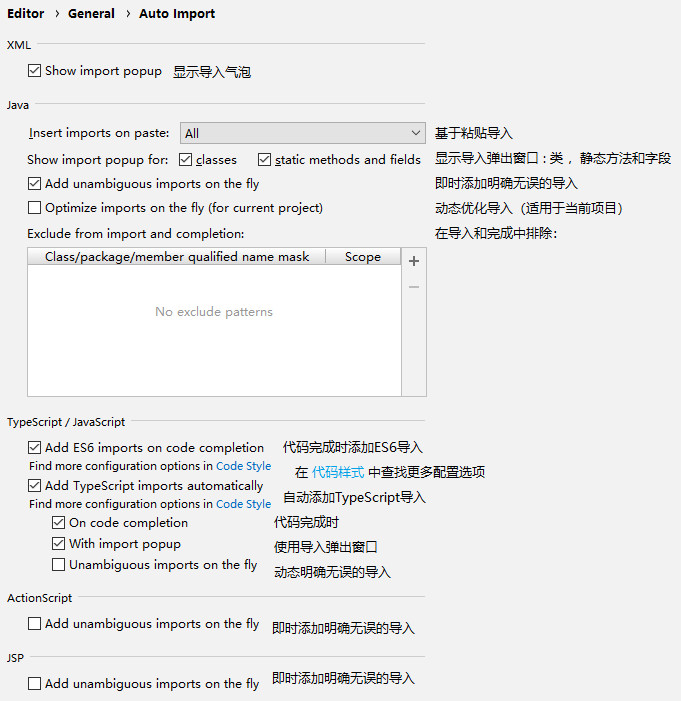 Editor › General › Auto Import
XML
Show import popup 显示导入气泡
Java
Insert imports on paste: All 基于粘贴导入
Show import popup for: classes static methods and fields 显示导入弹出窗口 : 类 ，静态方法和字段
Add unambiguous imports on the fly 即时添加明确无误的导入
Optimize imports on the fly (for current project) 动态优化导入（适用于当前项目）
Exclude from import and completion: 在导入和完成中排除：
Class/package/member qualified name mask Scope
No exclude patterns
TypeScript / JavaScript
Add ES6 imports on code completion 代码完成时添加ES6导入
Find more configuration options in Code Style 在 代码样式 中查找更多配置选项
Add TypeScript imports automatically 自动添加TypeScript导入
Find more configuration options in Code Style
On code completion 代码完成时
With import popup 使用导入弹出窗口
Unambiguous imports on the fly 动态明确无误的导入
ActionScript
Add unambiguous imports on the fly 即时添加明确无误的导入
JSP
Add unambiguous imports on the fly 即时添加明确无误的导入